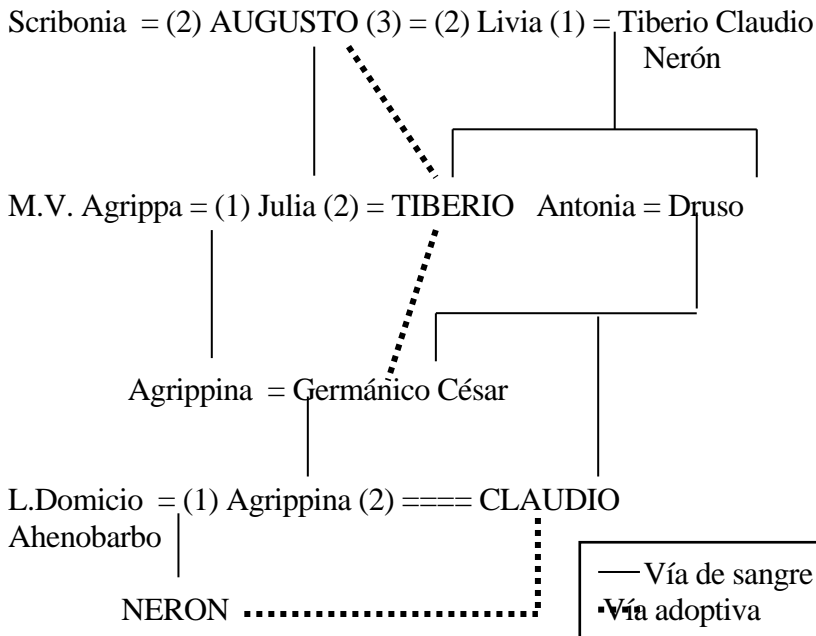 Scribonia = (2) AUGUSTO (3) = (2) Livia (1) = Tiberio Claudio
Nerón
M.V. Agrippa = (1) Julia (2) = TIBERIO Antonia = Druso
Agrippina = Germánico César
L.Domicio = (1) Agrippina (2) ==== CLAUDIO
Ahenobarbo
Vía de sangre
NERON
Vía adoptiva